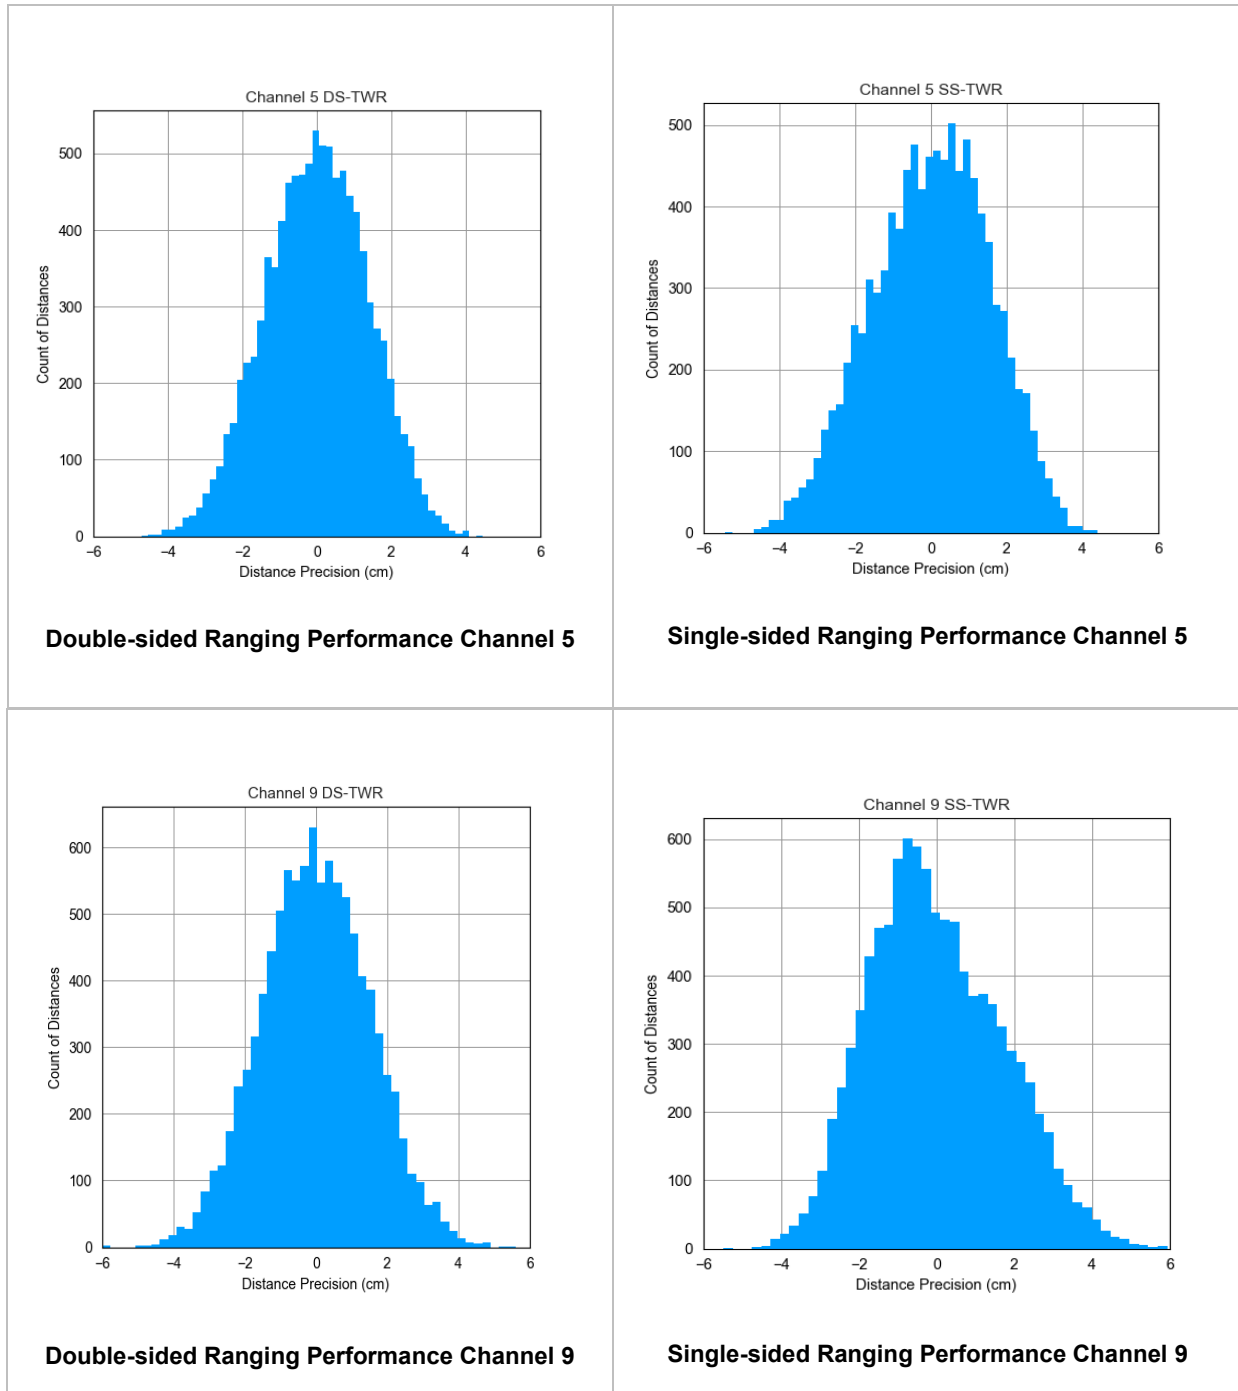 Channel 5 DS-TWR
500
400
300
200
100
0
−6 −4 −2 0 2 4 6
Count of Distances
Distance Precision (cm)
Double-sided Ranging Performance Channel 5
Channel 5 SS-TWR
500
400
300
200
100
0
−6 −4 −2 0 2 4 6
Count of Distances
Distance Precision (cm)
Single-sided Ranging Performance Channel 5
Channel 9 DS-TWR
600
500
400
300
200
100
0
−6 −4 −2 0 2 4 6
Count of Distances
Distance Precision (cm)
Double-sided Ranging Performance Channel 9
Channel 9 SS-TWR
600
500
400
300
200
100
0
−6 −4 −2 0 2 4 6
Count of Distances
Distance Precision (cm)
Single-sided Ranging Performance Channel 9